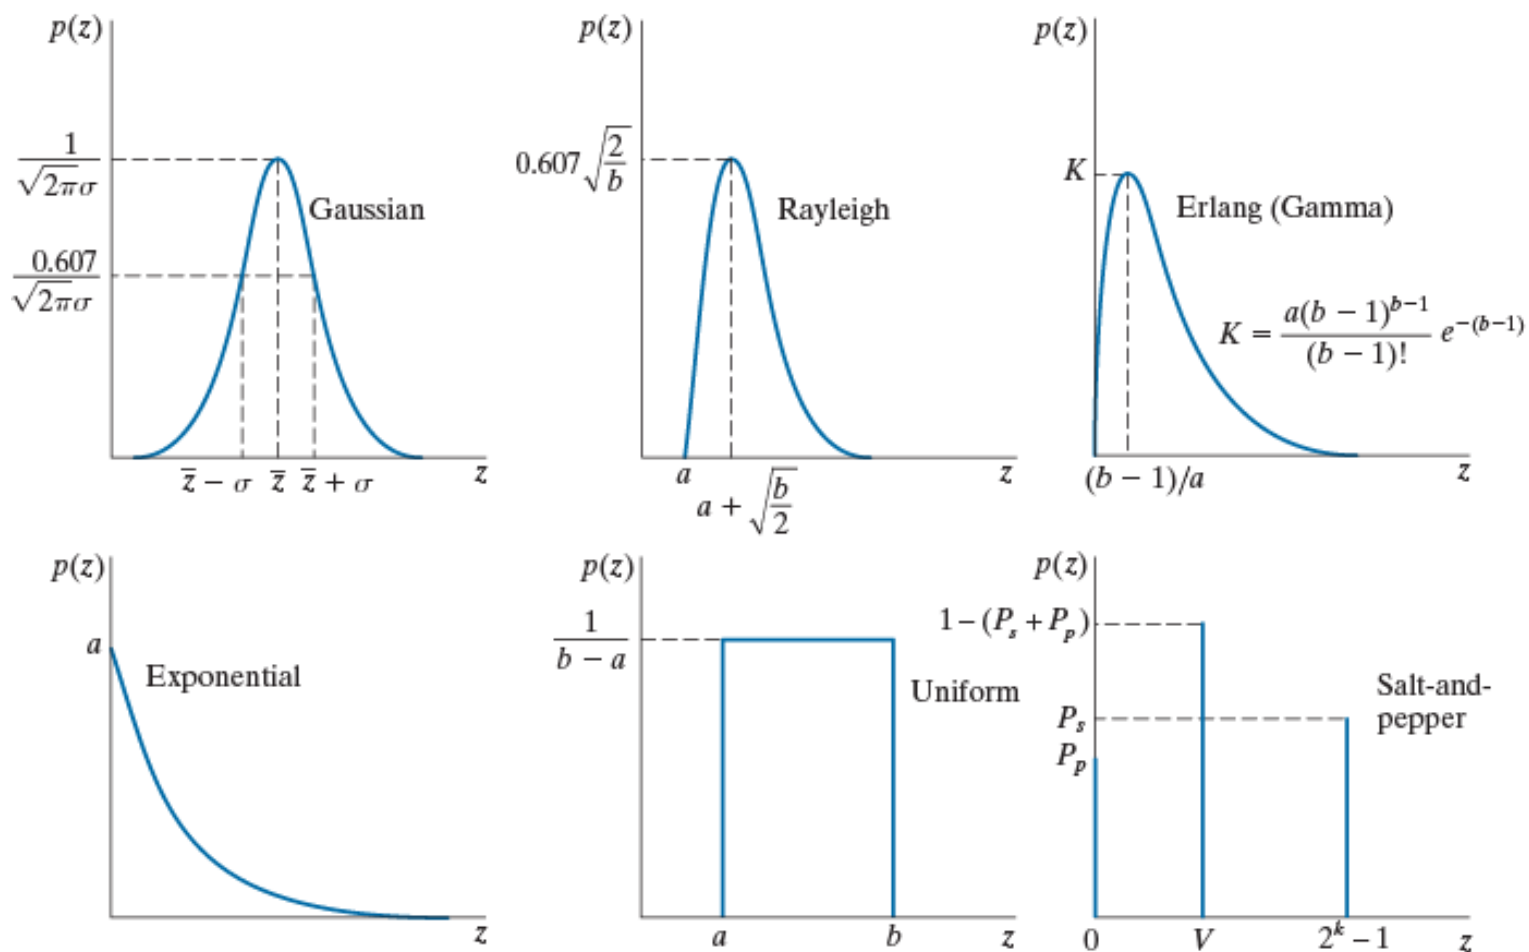 p(z)
1
√2πσ
0.607
√2πσ
Gaussian
z̅ − σ z̅ z̅ + σ z
p(z)
0.607 √2/b
Rayleigh
a
a + √b/2
z
p(z)
K
Erlang (Gamma)
K = a(b − 1)^{b−1} / (b − 1)! e^{−(b−1)}
(b − 1)/a z
p(z)
a
Exponential
z
p(z)
1
b − a
Uniform
a b z
p(z)
1 − (P_s + P_p)
P_s
P_p
Salt-and-
pepper
0 V 2^k − 1 z